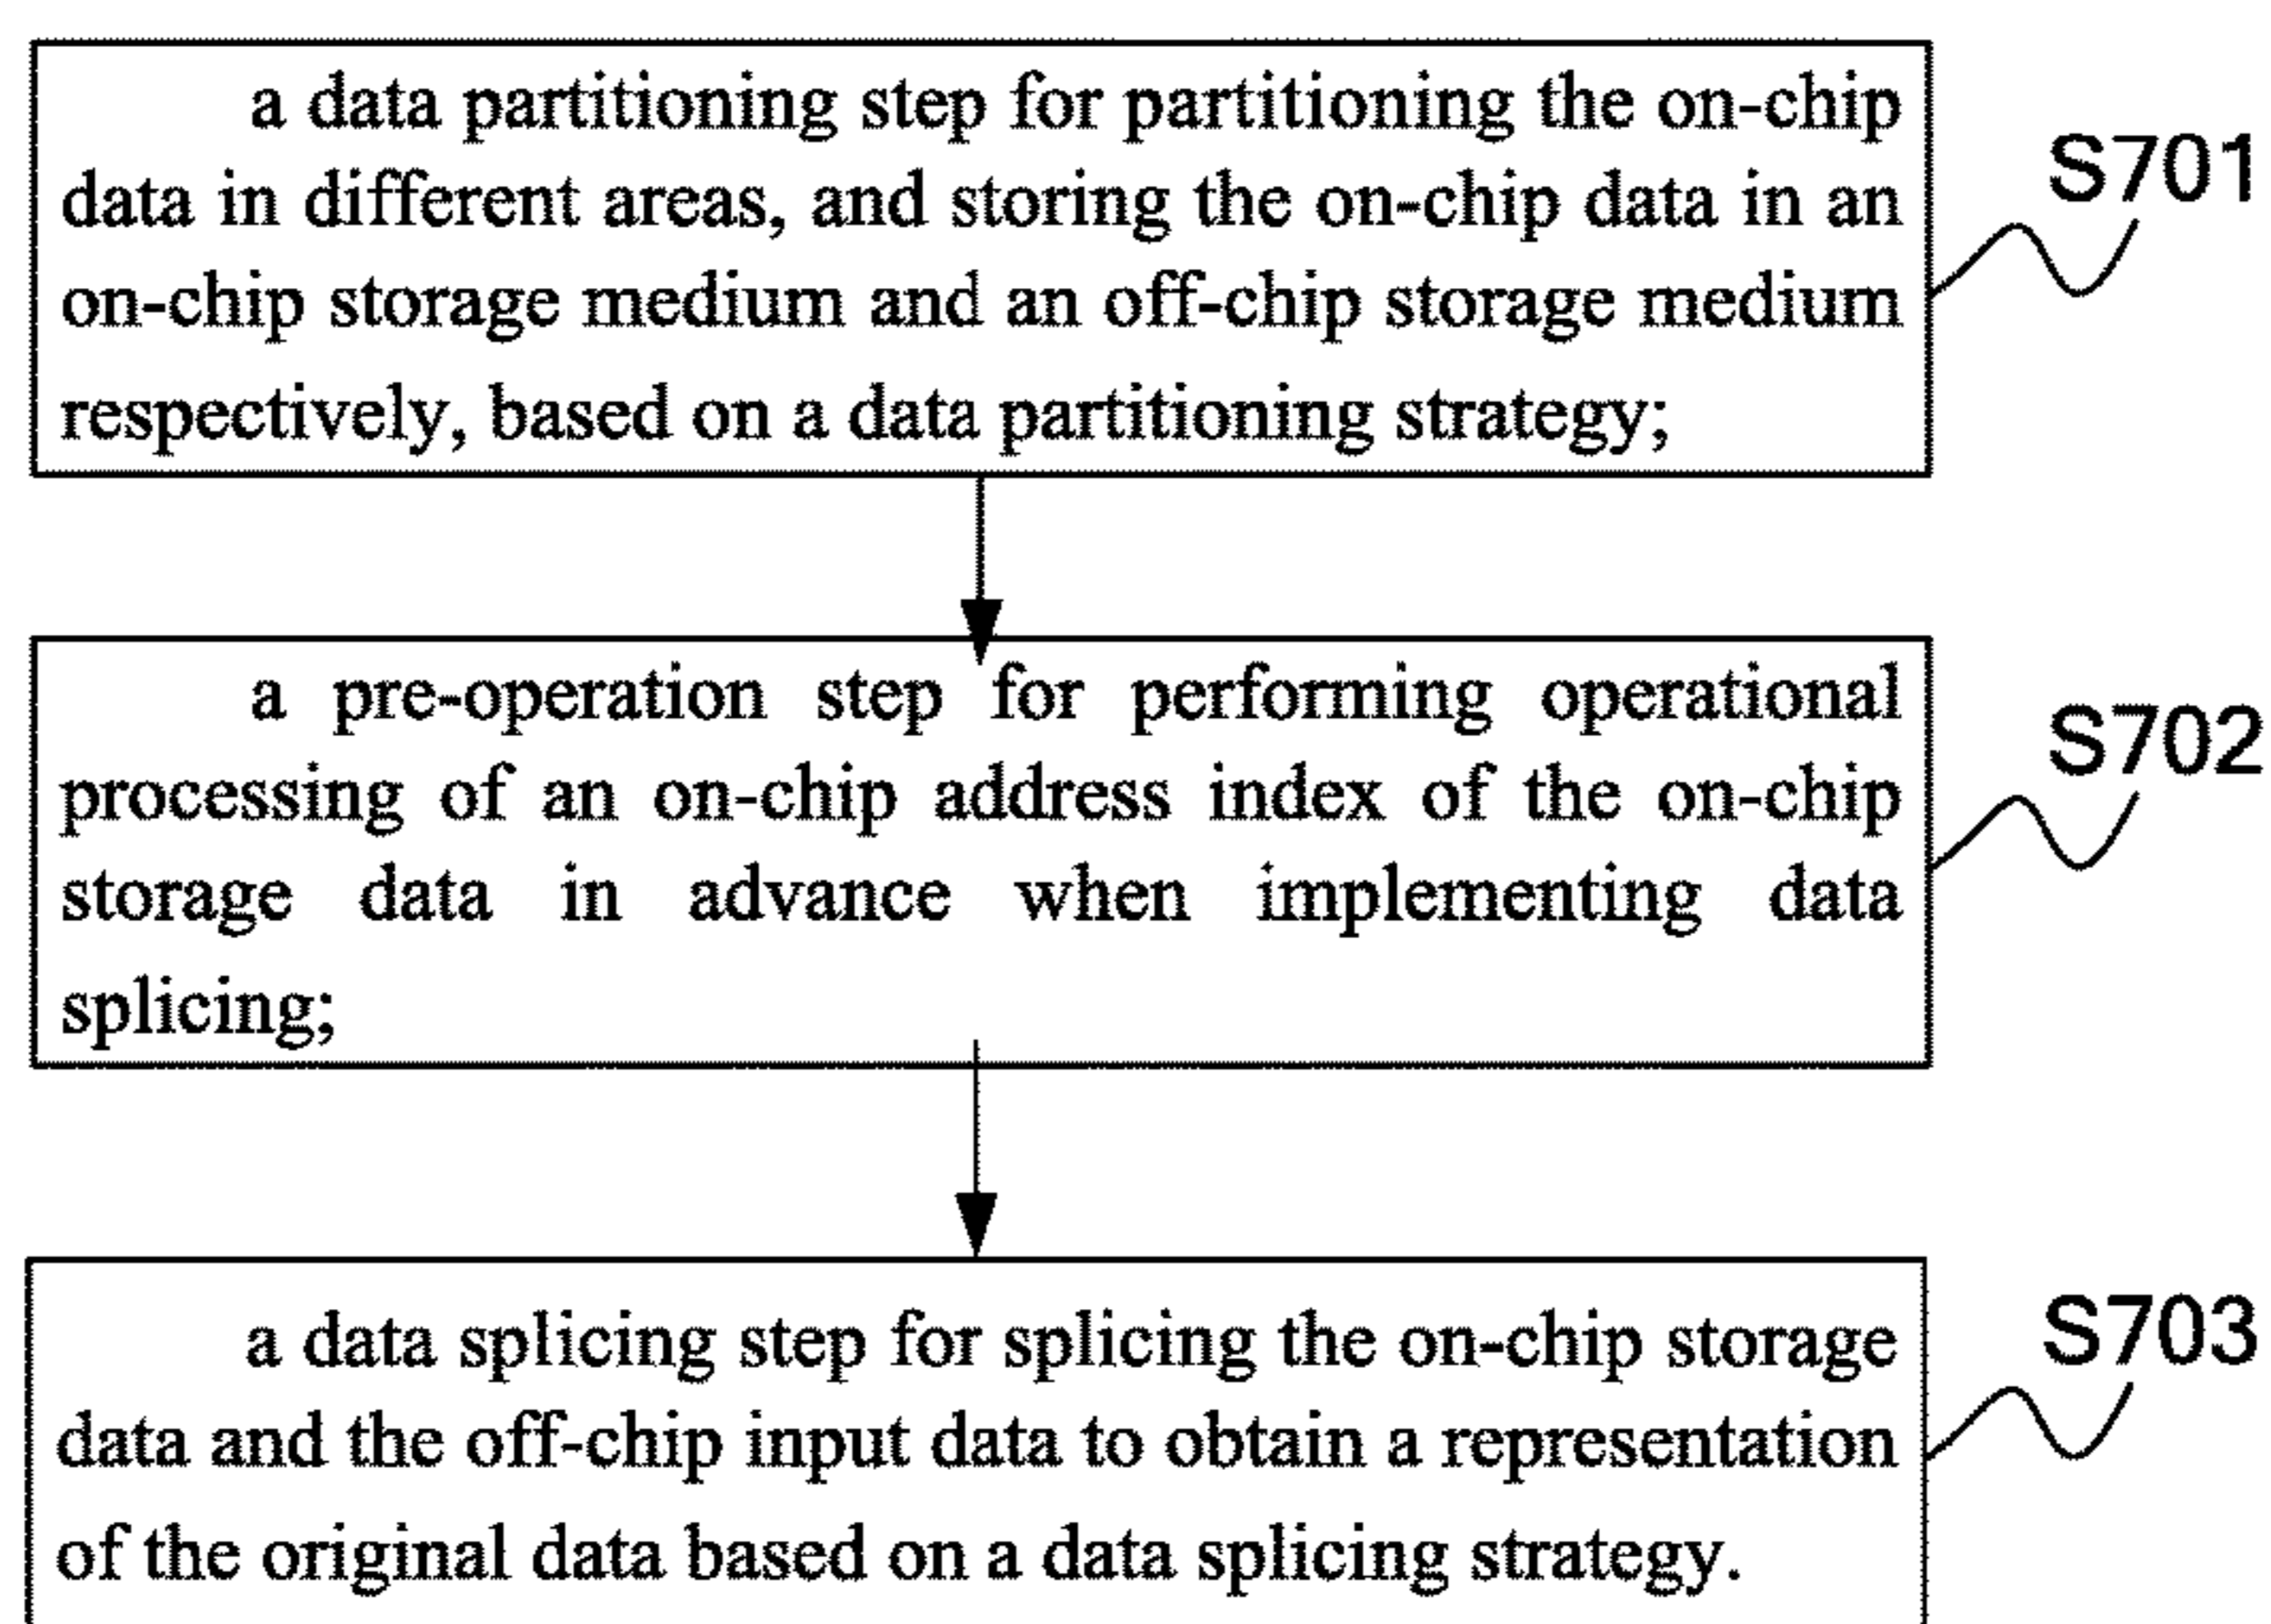 a data partitioning step for partitioning the on-chip
data in different areas, and storing the on-chip data in an
on-chip storage medium and an off-chip storage medium
respectively, based on a data partitioning strategy;
S701
a pre-operation step for performing operational
processing of an on-chip address index of the on-chip
storage data in advance when implementing data
splicing;
S702
a data splicing step for splicing the on-chip storage
data and the off-chip input data to obtain a representation
of the original data based on a data splicing strategy.
S703